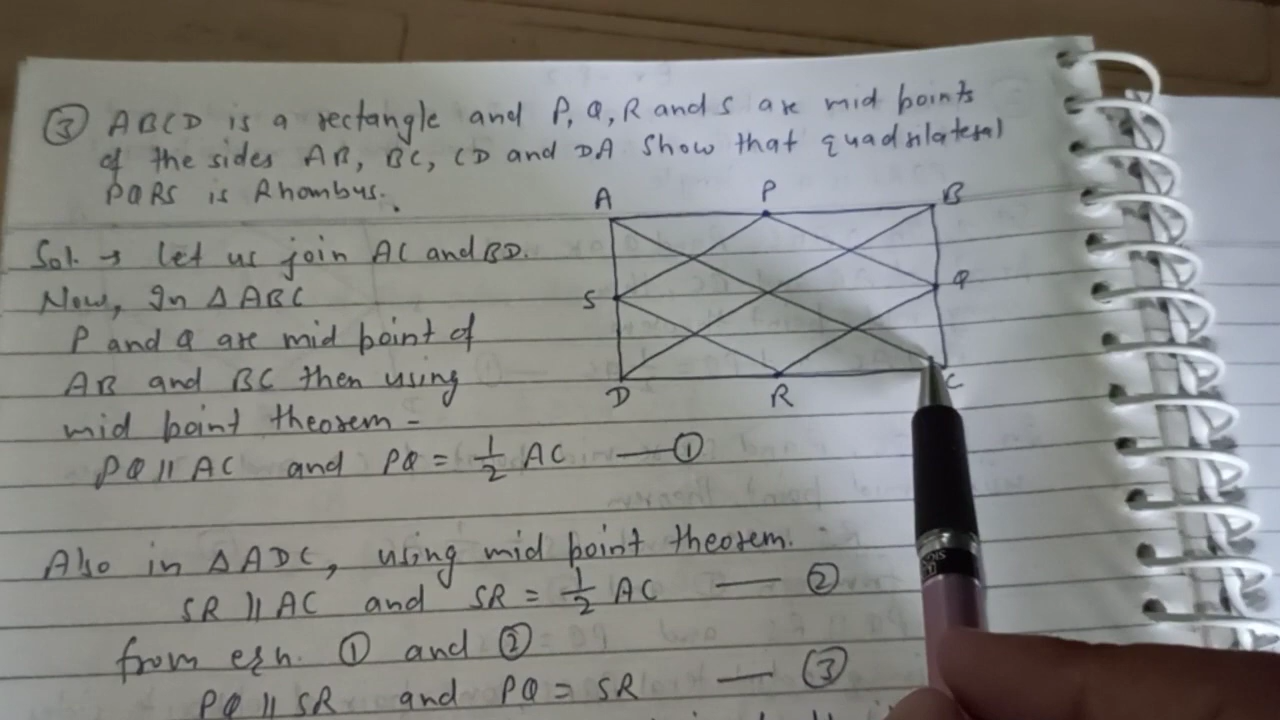 ③ ABCD is a rectangle and P, Q, R and S are mid points
of the sides AB, BC, CD and DA Show that quadrilateral
PQRS is Rhombus.
A P B
Sol. → let us join AC and BD.
Now, In △ABC
S Q
P and Q are mid point of
AB and BC then using
D R C
mid point theorem -
PQ || AC and PQ = 1/2 AC — ①
Also in △ADC, using mid point theorem.
SR || AC and SR = 1/2 AC — ②
from eqn. ① and ②
PQ || SR and PQ = SR — ③